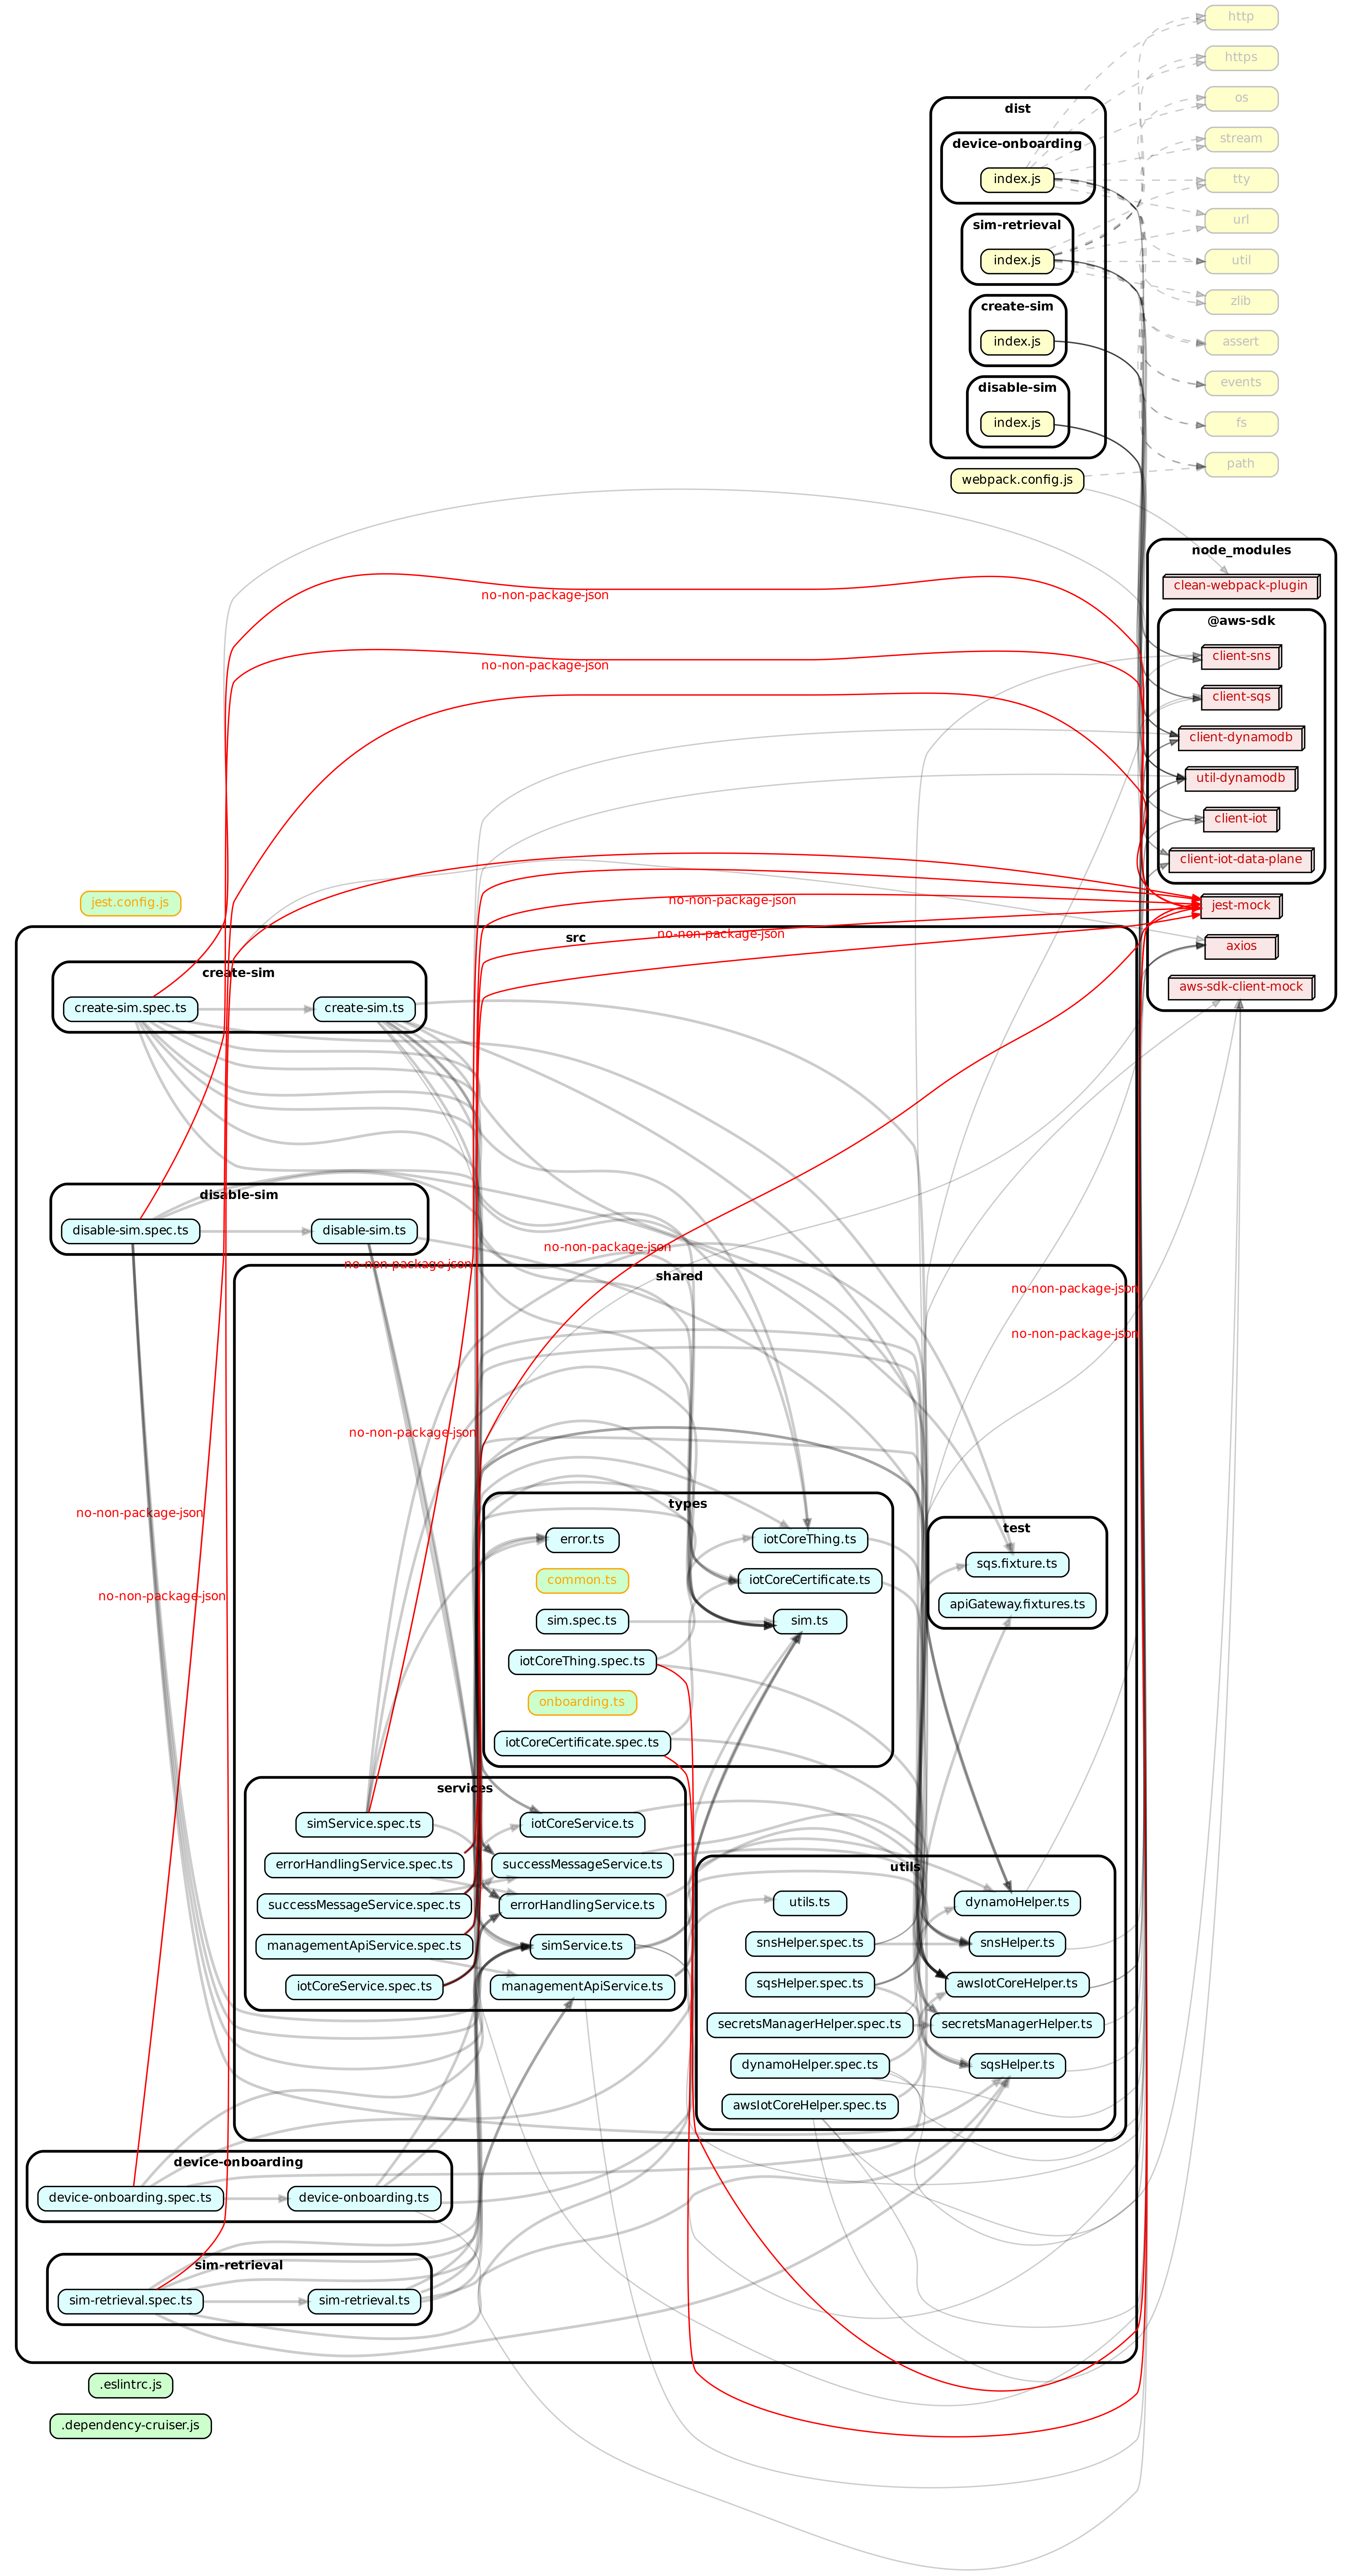 http
https
os
stream
tty
url
util
zlib
assert
events
fs
path
dist
device-onboarding
index.js
sim-retrieval
index.js
create-sim
index.js
disable-sim
index.js
webpack.config.js
node_modules
clean-webpack-plugin
@aws-sdk
client-sns
client-sqs
client-dynamodb
util-dynamodb
client-iot
client-iot-data-plane
jest-mock
axios
aws-sdk-client-mock
no-non-package-json
no-non-package-json
no-non-package-json
no-non-package-json
jest.config.js
src
create-sim
create-sim.spec.ts
create-sim.ts
disable-sim
disable-sim.spec.ts
disable-sim.ts
no-non-package-json
no-non-package-json
shared
no-non-package-json
no-non-package-json
no-non-package-json
no-non-package-json
no-non-package-json
types
error.ts
common.ts
sim.spec.ts
iotCoreThing.spec.ts
onboarding.ts
iotCoreCertificate.spec.ts
iotCoreThing.ts
iotCoreCertificate.ts
sim.ts
test
sqs.fixture.ts
apiGateway.fixtures.ts
services
simService.spec.ts
errorHandlingService.spec.ts
successMessageService.spec.ts
managementApiService.spec.ts
iotCoreService.spec.ts
iotCoreService.ts
successMessageService.ts
errorHandlingService.ts
simService.ts
managementApiService.ts
utils
utils.ts
snsHelper.spec.ts
sqsHelper.spec.ts
secretsManagerHelper.spec.ts
dynamoHelper.spec.ts
awsIotCoreHelper.spec.ts
dynamoHelper.ts
snsHelper.ts
awsIotCoreHelper.ts
secretsManagerHelper.ts
sqsHelper.ts
device-onboarding
device-onboarding.spec.ts
device-onboarding.ts
sim-retrieval
sim-retrieval.spec.ts
sim-retrieval.ts
.eslintrc.js
.dependency-cruiser.js